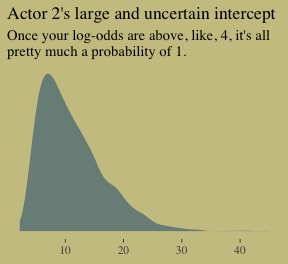 Actor 2's large and uncertain intercept
Once your log-odds are above, like, 4, it's all
pretty much a probability of 1.
10 20 30 40